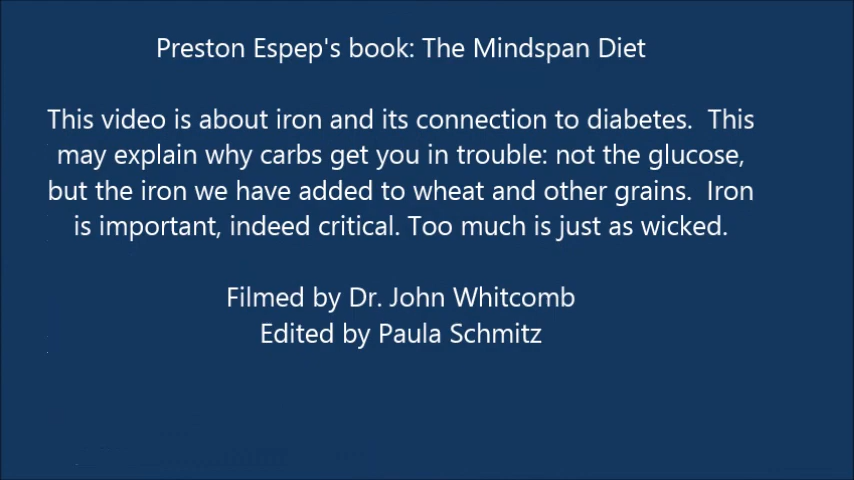 Preston Espep's book: The Mindspan Diet
This video is about iron and its connection to diabetes.  This
may explain why carbs get you in trouble: not the glucose,
but the iron we have added to wheat and other grains.  Iron
is important, indeed critical. Too much is just as wicked.
Filmed by Dr. John Whitcomb
Edited by Paula Schmitz